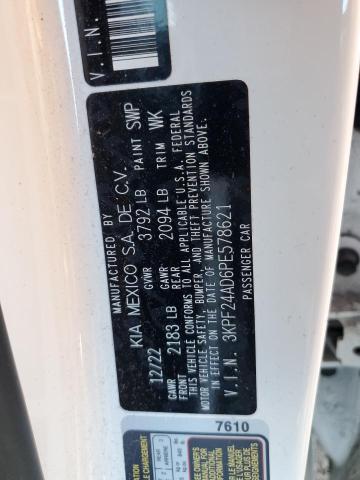 V.I.N.
MANUFACTURED BY
KIA MEXICO S.A. DE C.V.
12/22 GVWR 3792 LB PAINT SWP
GAWR FRONT 2183 LB GAWR REAR 2094 LB TRIM WK
THIS VEHICLE CONFORMS TO ALL APPLICABLE U.S.A. FEDERAL
MOTOR VEHICLE SAFETY, BUMPER, AND THEFT PREVENTION STANDARDS
IN EFFECT ON THE DATE OF MANUFACTURE SHOWN ABOVE.
V.I.N. 3KPF24AD6PE578621
PASSENGER CAR
7610